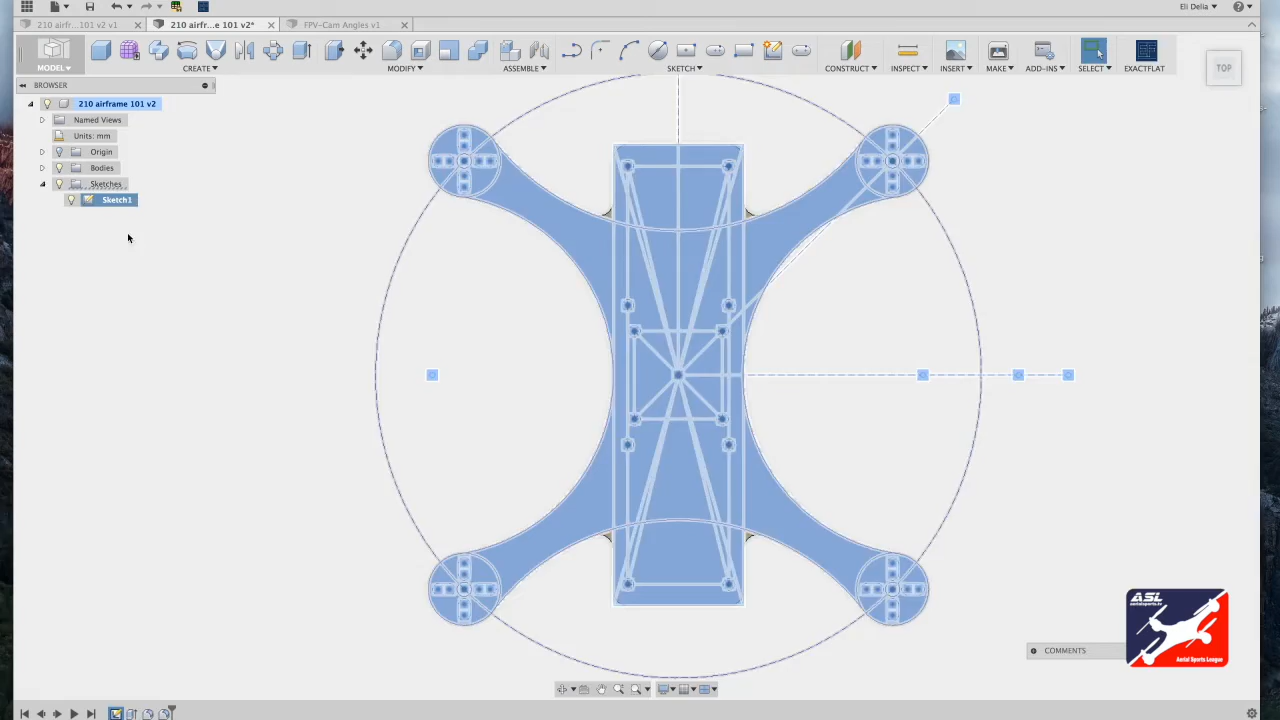 Eli Delia
210 airfr...101 v2 v1
210 airfr...e 101 v2*
FPV-Cam Angles v1
MODEL
CREATE
MODIFY
ASSEMBLE
SKETCH
CONSTRUCT
INSPECT
INSERT
MAKE
ADD-INS
SELECT
EXACTFLAT
TOP
BROWSER
210 airframe 101 v2
Named Views
Units: mm
Origin
Bodies
Sketches
Sketch1
ASL
aerialsports.tv
Aerial Sports League
COMMENTS